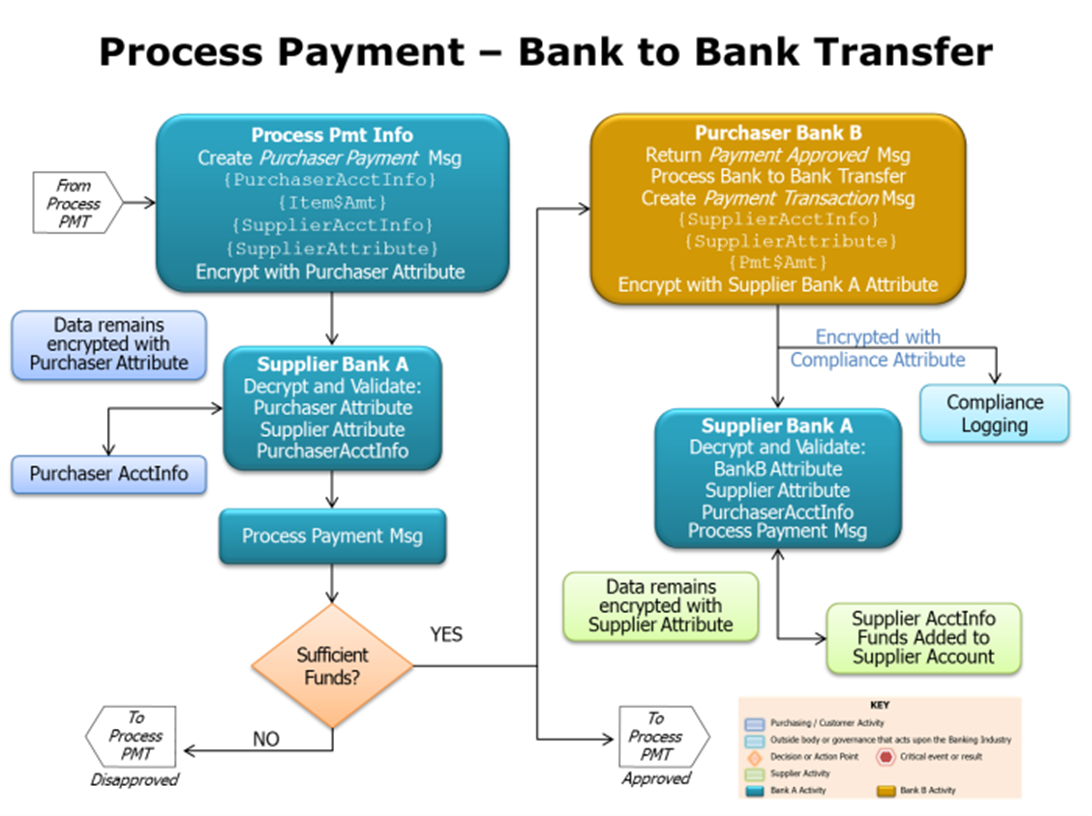 Process Payment – Bank to Bank Transfer
From
Process
PMT
Process Pmt Info
Create Purchaser Payment Msg
{PurchaserAcctInfo}
{Item$Amt}
{SupplierAcctInfo}
{SupplierAttribute}
Encrypt with Purchaser Attribute
Data remains
encrypted with
Purchaser Attribute
Supplier Bank A
Decrypt and Validate:
Purchaser Attribute
Supplier Attribute
PurchaserAcctInfo
Purchaser AcctInfo
Process Payment Msg
Sufficient
Funds?
YES
NO
To
Process
PMT
Disapproved
Purchaser Bank B
Return Payment Approved Msg
Process Bank to Bank Transfer
Create Payment Transaction Msg
{SupplierAcctInfo}
{SupplierAttribute}
{Pmt$Amt}
Encrypt with Supplier Bank A Attribute
Encrypted with
Compliance Attribute
Compliance
Logging
Supplier Bank A
Decrypt and Validate:
BankB Attribute
Supplier Attribute
PurchaserAcctInfo
Process Payment Msg
Data remains
encrypted with
Supplier Attribute
Supplier AcctInfo
Funds Added to
Supplier Account
To
Process
PMT
Approved
KEY
Purchasing / Customer Activity
Outside body or governance that acts upon the Banking Industry
Decision or Action Point
Critical event or result
Supplier Activity
Bank A Activity
Bank B Activity